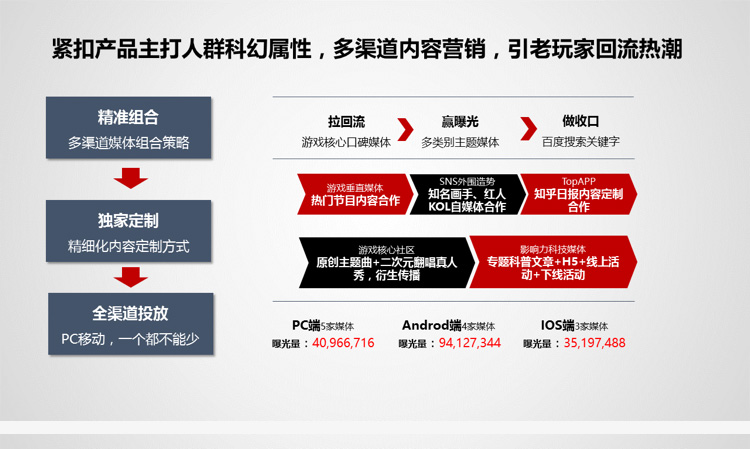 紧扣产品主打人群科幻属性，多渠道内容营销，引老玩家回流热潮
精准组合
多渠道媒体组合策略
独家定制
精细化内容定制方式
全渠道投放
PC移动，一个都不能少
拉回流
游戏核心口碑媒体
赢曝光
多类别主题媒体
做收口
百度搜索关键字
游戏垂直媒体
热门节目内容合作
SNS外围造势
知名画手、红人
KOL自媒体合作
TopAPP
知乎日报内容定制
合作
游戏核心社区
原创主题曲+二次元翻唱真人
秀，衍生传播
影响力科技媒体
专题科普文章+H5+线上活
动+下线活动
PC端5家媒体
曝光量：40,966,716
Androd端4家媒体
曝光量：94,127,344
IOS端3家媒体
曝光量：35,197,488